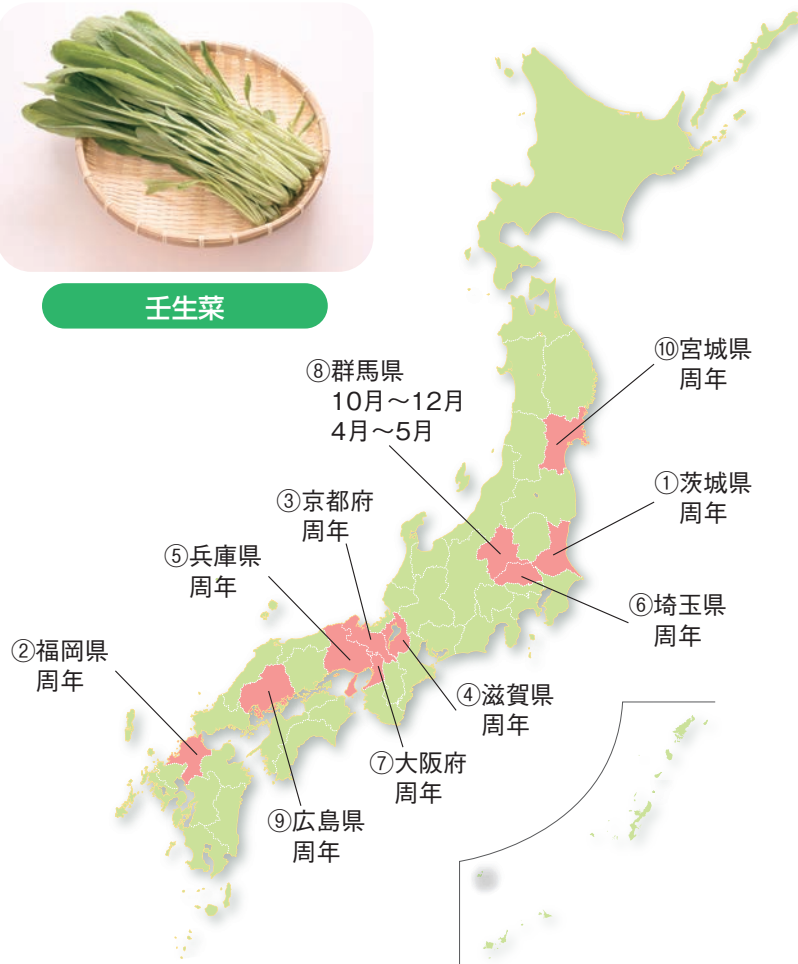 壬生菜
⑧群馬県
10月〜12月
4月〜5月
⑩宮城県
周年
③京都府
周年
①茨城県
周年
⑤兵庫県
周年
⑥埼玉県
周年
②福岡県
周年
④滋賀県
周年
⑦大阪府
周年
⑨広島県
周年